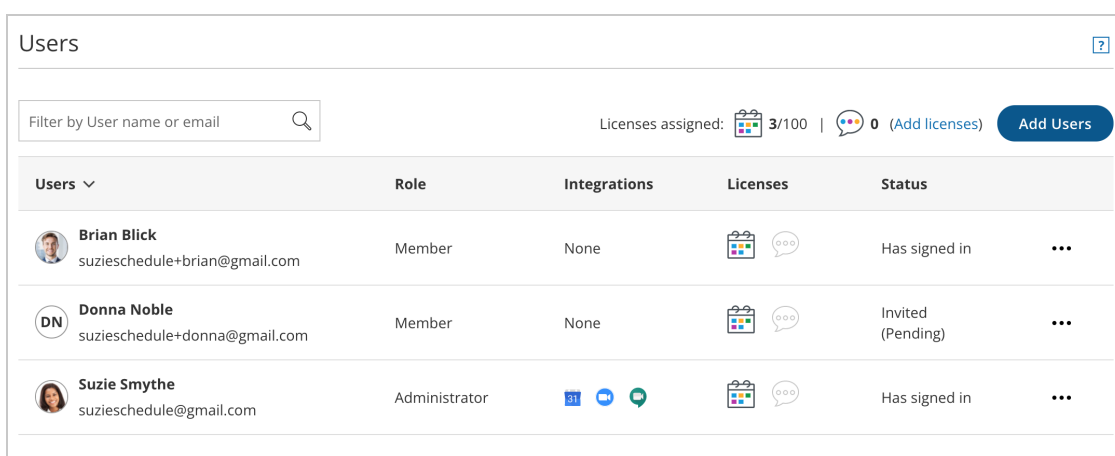 Users
?
Filter by User name or email
Licenses assigned: 3/100 | 0 (Add licenses)
Add Users
Users Role Integrations Licenses Status
Brian Blick
suzieschedule+brian@gmail.com
Member None Has signed in
DN
Donna Noble
suzieschedule+donna@gmail.com
Member None Invited
(Pending)
Suzie Smythe
suzieschedule@gmail.com
Administrator 31 Has signed in